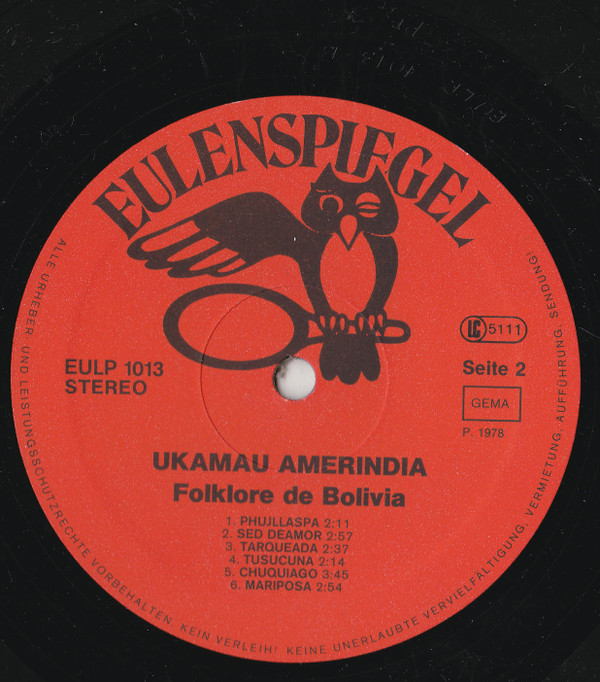 EULENSPIEGEL
LC 5111
EULP 1013
STEREO
Seite 2
GEMA
P. 1978
UKAMAU AMERINDIA
Folklore de Bolivia
1. PHUJLLASPA 2:11
2. SED DEAMOR 2:57
3. TARQUEADA 2:37
4. TUSUCUNA 2:14
5. CHUQUIAGO 3:45
6. MARIPOSA 2:54
ALLE URHEBER- UND LEISTUNGSSCHUTZRECHTE VORBEHALTEN. KEIN VERLEIH! KEINE UNERLAUBTE VERVIELFÄLTIGUNG, VERMIETUNG, AUFFÜHRUNG, SENDUNG!